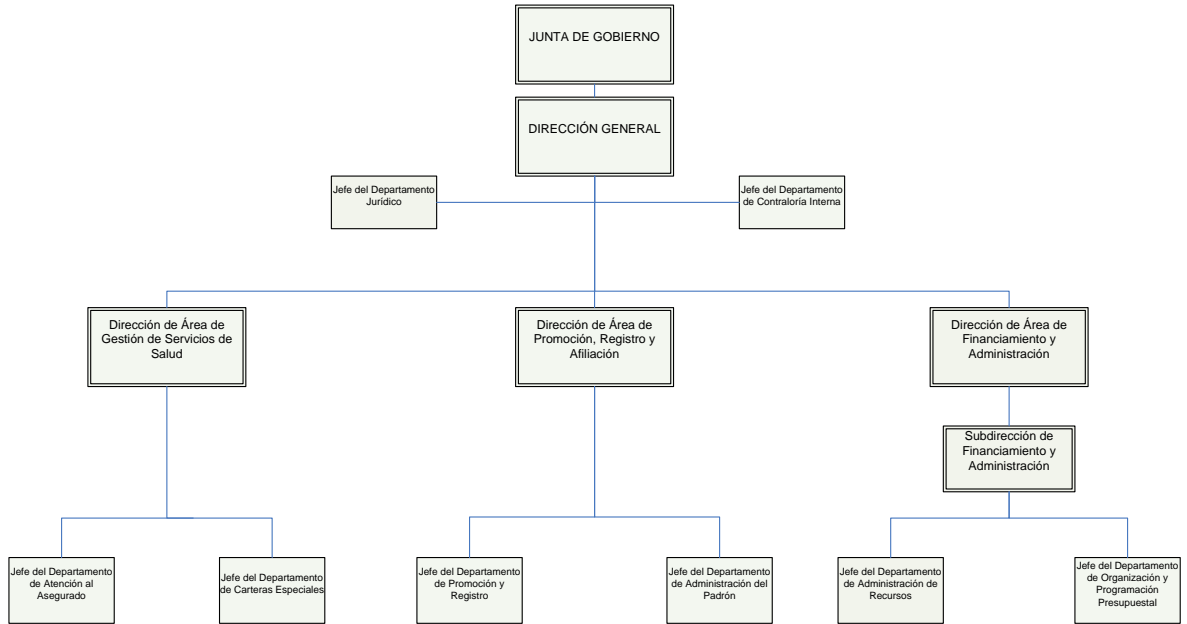 JUNTA DE GOBIERNO
DIRECCIÓN GENERAL
Jefe del Departamento
Jurídico
Jefe del Departamento
de Contraloría Interna
Dirección de Área de
Gestión de Servicios de
Salud
Dirección de Área de
Promoción, Registro y
Afiliación
Dirección de Área de
Financiamiento y
Administración
Subdirección de
Financiamiento y
Administración
Jefe del Departamento
de Atención al
Asegurado
Jefe del Departamento
de Carteras Especiales
Jefe del Departamento
de Promoción y
Registro
Jefe del Departamento
de Administración del
Padrón
Jefe del Departamento
de Administración de
Recursos
Jefe del Departamento
de Organización y
Programación
Presupuestal